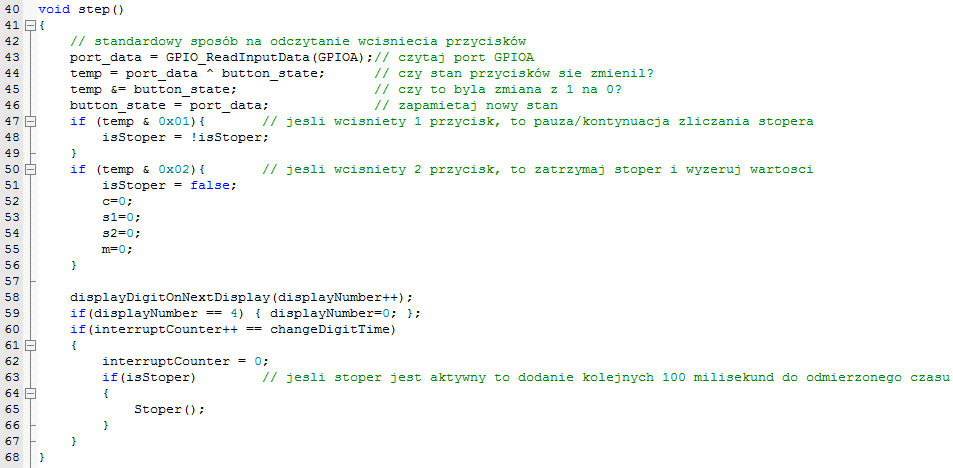 40 void step()
41 {
42     // standardowy sposób na odczytanie wcisniecia przycisków
43     port_data = GPIO_ReadInputData(GPIOA);// czytaj port GPIOA
44     temp = port_data ^ button_state;      // czy stan przycisków sie zmienil?
45     temp &= button_state;                 // czy to byla zmiana z 1 na 0?
46     button_state = port_data;             // zapamietaj nowy stan
47     if (temp & 0x01){       // jesli wcisniety 1 przycisk, to pauza/kontynuacja zliczania stopera
48         isStoper = !isStoper;
49     }
50     if (temp & 0x02){       // jesli wcisniety 2 przycisk, to zatrzymaj stoper i wyzeruj wartosci
51         isStoper = false;
52         c=0;
53         s1=0;
54         s2=0;
55         m=0;
56     }
57
58     displayDigitOnNextDisplay(displayNumber++);
59     if(displayNumber == 4) { displayNumber=0; };
60     if(interruptCounter++ == changeDigitTime)
61     {
62         interruptCounter = 0;
63         if(isStoper)        // jesli stoper jest aktywny to dodanie kolejnych 100 milisekund do odmierzonego czasu
64         {
65             Stoper();
66         }
67     }
68 }